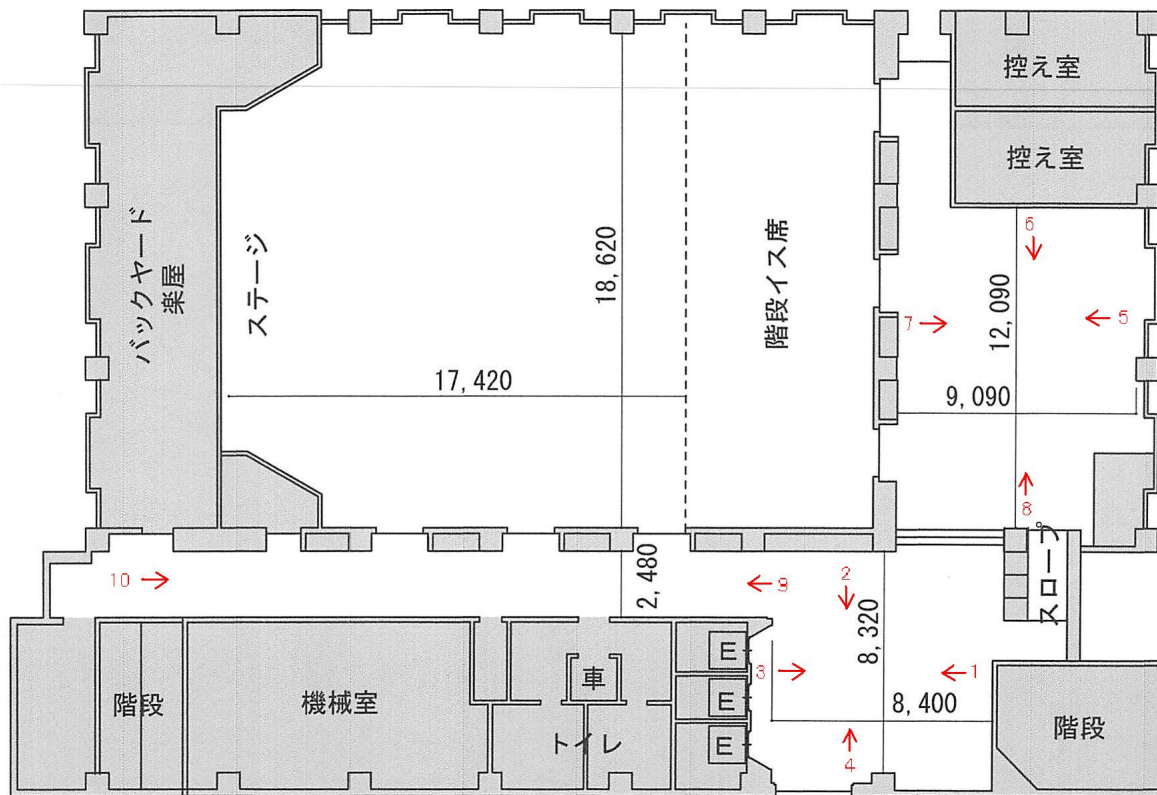 控え室
控え室
バックヤード
楽屋
ステージ
18,620
階段イス席
6
12,090
7
5
17,420
9,090
8
スロープ
10
2,480
9
2
8,320
E
車
3
1
階段
機械室
E
8,400
階段
トイレ
E
4